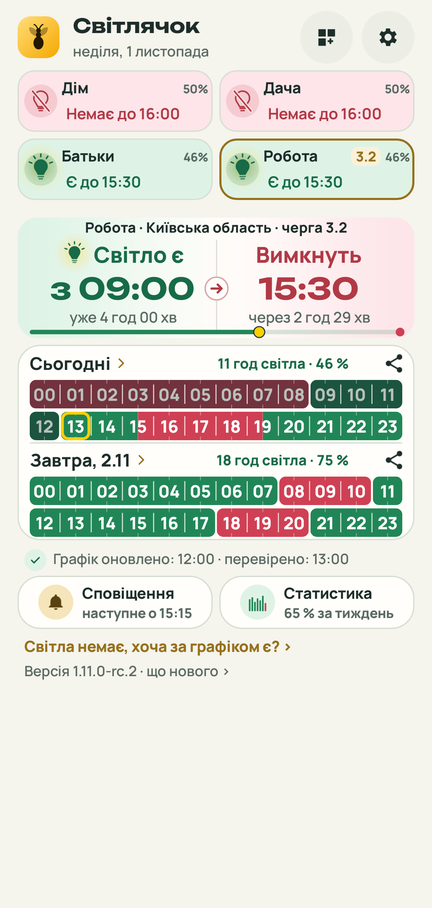 Світлячок
неділя, 1 листопада
Дім 50%
Немає до 16:00
Дача 50%
Немає до 16:00
Батьки 46%
Є до 15:30
Робота 3.2 46%
Є до 15:30
Робота · Київська область · черга 3.2
Світло є
з 09:00
уже 4 год 00 хв
Вимкнуть
15:30
через 2 год 29 хв
Сьогодні › 11 год світла · 46 %
00 01 02 03 04 05 06 07 08 09 10 11
12 13 14 15 16 17 18 19 20 21 22 23
Завтра, 2.11 › 18 год світла · 75 %
00 01 02 03 04 05 06 07 08 09 10 11
12 13 14 15 16 17 18 19 20 21 22 23
Графік оновлено: 12:00 · перевірено: 13:00
Сповіщення
наступне о 15:15
Статистика
65 % за тиждень
Світла немає, хоча за графіком є? ›
Версія 1.11.0-rc.2 · що нового ›